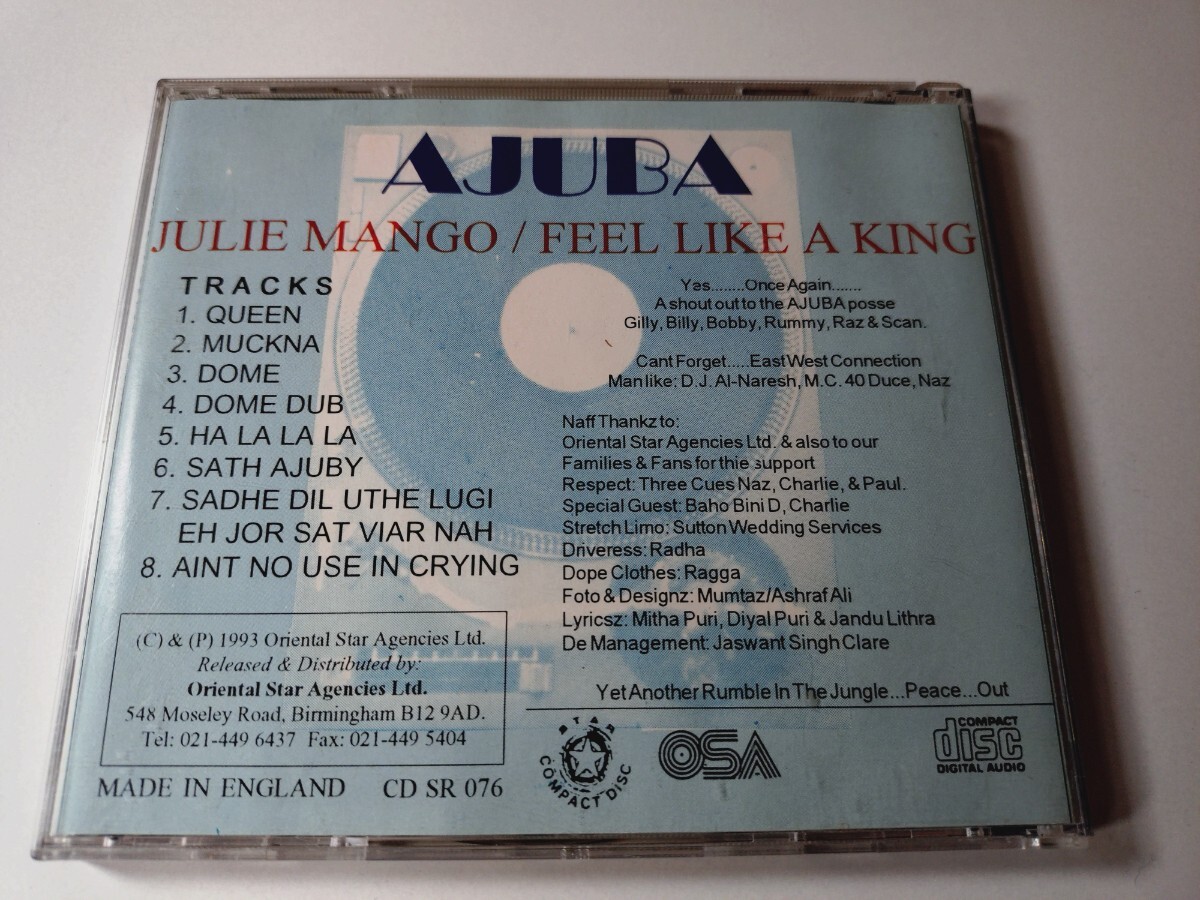 AJUBA
JULIE MANGO / FEEL LIKE A KING
TRACKS
1. QUEEN
2. MUCKNA
3. DOME
4. DOME DUB
5. HA LA LA LA
6. SATH AJUBY
7. SADHE DIL UTHE LUGI
EH JOR SAT VIAR NAH
8. AINT NO USE IN CRYING
Yes........Once Again.......
A shout out to the AJUBA posse
Gilly, Billy, Bobby, Rummy, Raz & Scan.
Cant Forget.....East West Connection
Man like: D.J. Al-Naresh, M.C. 40 Duce, Naz
Naff Thankz to:
Oriental Star Agencies Ltd. & also to our
Families & Fans for thie support
Respect: Three Cues Naz, Charlie, & Paul.
Special Guest: Baho Bini D, Charlie
Stretch Limo: Sutton Wedding Services
Driveress: Radha
Dope Clothes: Ragga
Foto & Designz: Mumtaz/Ashraf Ali
Lyricsz: Mitha Puri, Diyal Puri & Jandu Lithra
De Management: Jaswant Singh Clare
Yet Another Rumble In The Jungle...Peace...Out
(C) & (P) 1993 Oriental Star Agencies Ltd.
Released & Distributed by:
Oriental Star Agencies Ltd.
548 Moseley Road, Birmingham B12 9AD.
Tel: 021-449 6437 Fax: 021-449 5404
MADE IN ENGLAND CD SR 076
STAR
COMPACT DISC
OSA
COMPACT
disc
DIGITAL AUDIO